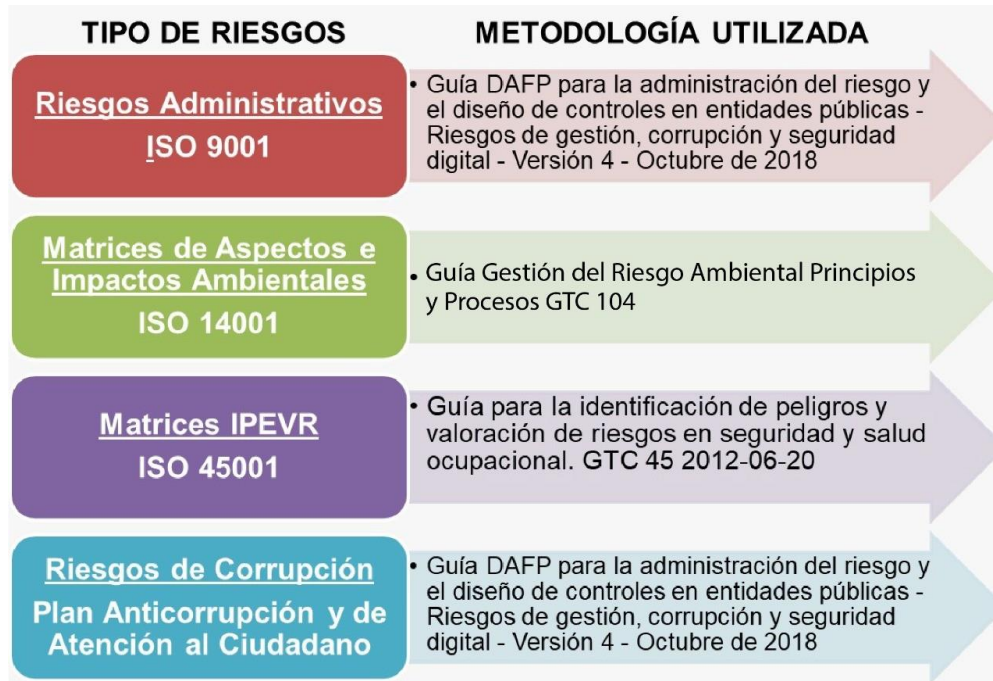 TIPO DE RIESGOS
METODOLOGÍA UTILIZADA
Riesgos Administrativos
ISO 9001
• Guía DAFP para la administración del riesgo y
el diseño de controles en entidades públicas -
Riesgos de gestión, corrupción y seguridad
digital - Versión 4 - Octubre de 2018
Matrices de Aspectos e
Impactos Ambientales
ISO 14001
• Guía Gestión del Riesgo Ambiental Principios
y Procesos GTC 104
Matrices IPEVR
ISO 45001
• Guía para la identificación de peligros y
valoración de riesgos en seguridad y salud
ocupacional. GTC 45 2012-06-20
Riesgos de Corrupción
Plan Anticorrupción y de
Atención al Ciudadano
• Guía DAFP para la administración del riesgo y
el diseño de controles en entidades públicas -
Riesgos de gestión, corrupción y seguridad
digital - Versión 4 - Octubre de 2018